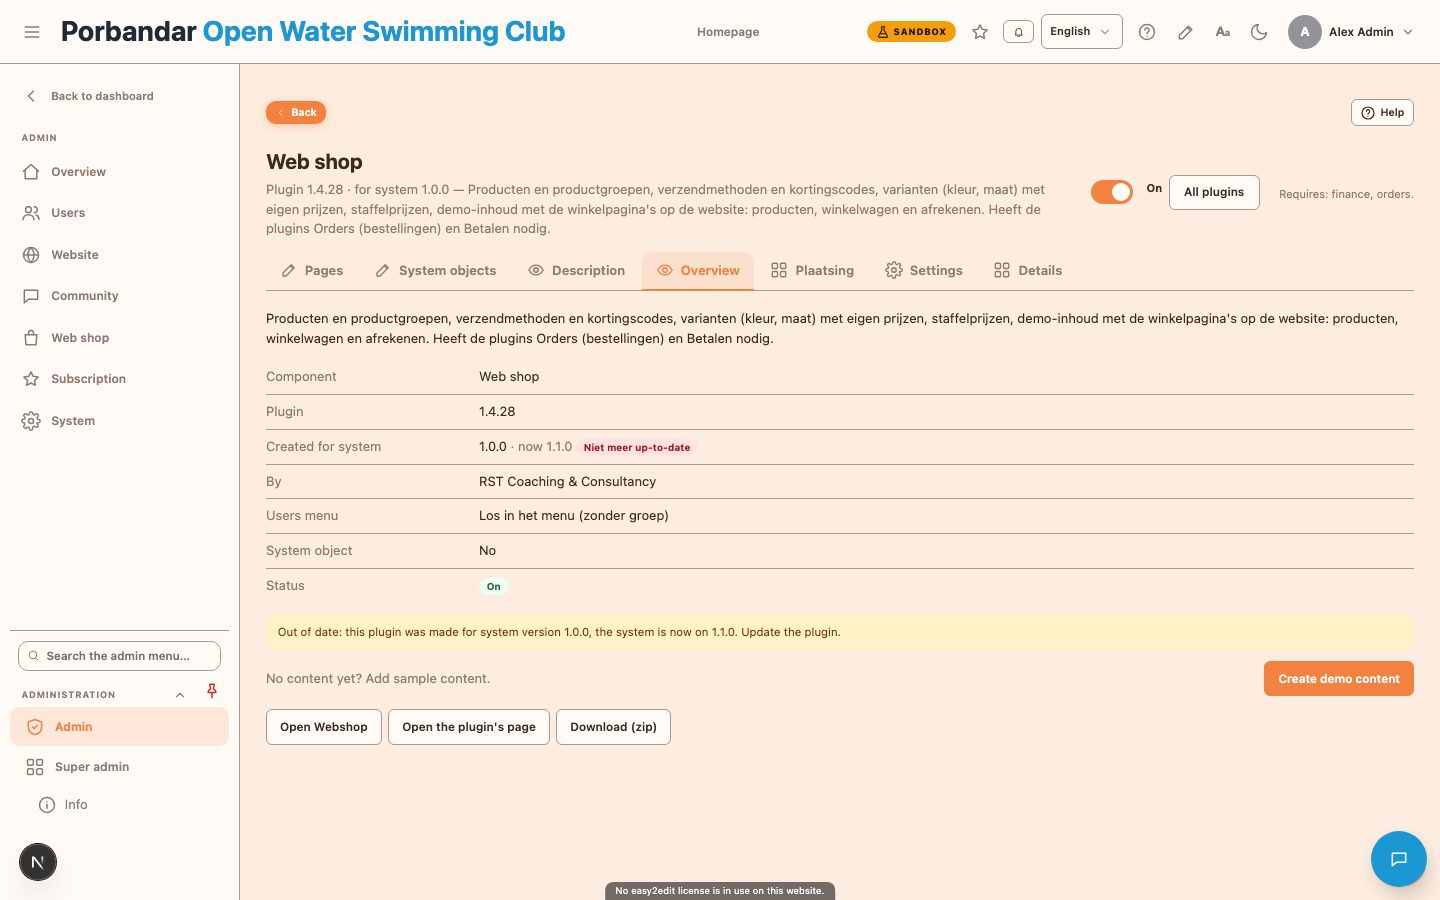 Porbandar Open Water Swimming Club
Homepage
SANDBOX
English
Aa
A
Alex Admin
Back to dashboard
ADMIN
Overview
Users
Website
Community
Web shop
Subscription
System
Search the admin menu...
ADMINISTRATION
Admin
Super admin
Info
N
Back
Help
Web shop
Plugin 1.4.28 · for system 1.0.0 — Producten en productgroepen, verzendmethoden en kortingscodes, varianten (kleur, maat) met
eigen prijzen, staffelprijzen, demo-inhoud met de winkelpagina's op de website: producten, winkelwagen en afrekenen. Heeft de
plugins Orders (bestellingen) en Betalen nodig.
On
All plugins
Requires: finance, orders.
Pages
System objects
Description
Overview
Plaatsing
Settings
Details
Producten en productgroepen, verzendmethoden en kortingscodes, varianten (kleur, maat) met eigen prijzen, staffelprijzen, demo-inhoud met de winkelpagina's op de website: producten,
winkelwagen en afrekenen. Heeft de plugins Orders (bestellingen) en Betalen nodig.
Component Web shop
Plugin 1.4.28
Created for system 1.0.0 · now 1.1.0 Niet meer up-to-date
By RST Coaching & Consultancy
Users menu Los in het menu (zonder groep)
System object No
Status On
Out of date: this plugin was made for system version 1.0.0, the system is now on 1.1.0. Update the plugin.
No content yet? Add sample content.
Create demo content
Open Webshop
Open the plugin's page
Download (zip)
No easy2edit license is in use on this website.